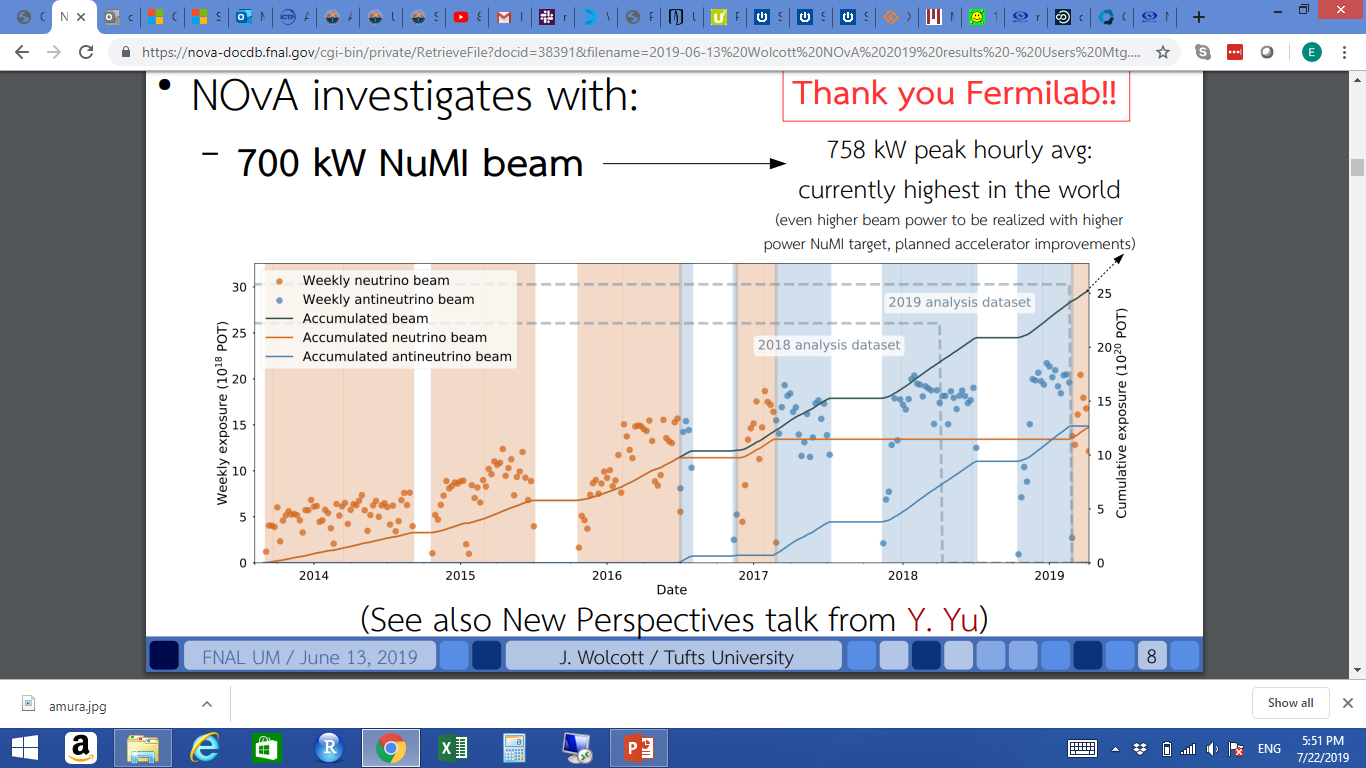 https://nova-docdb.fnal.gov/cgi-bin/private/RetrieveFile?docid=38391&filename=2019-06-13%20Wolcott%20NOvA%202019%20results%20-%20Users%20Mtg....
E
• NOvA investigates with:
Thank you Fermilab!!
– 700 kW NuMI beam
758 kW peak hourly avg:
currently highest in the world
(even higher beam power to be realized with higher
power NuMI target, planned accelerator improvements)
Weekly neutrino beam
Weekly antineutrino beam
Accumulated beam
Accumulated neutrino beam
Accumulated antineutrino beam
2019 analysis dataset
2018 analysis dataset
Weekly exposure (10¹⁸ POT)
30
25
20
15
10
5
0
Cumulative exposure (10²⁰ POT)
25
20
15
10
5
0
2014 2015 2016 2017 2018 2019
Date
(See also New Perspectives talk from Y. Yu)
FNAL UM / June 13, 2019
J. Wolcott / Tufts University
8
amura.jpg
Show all
ENG
5:51 PM
7/22/2019